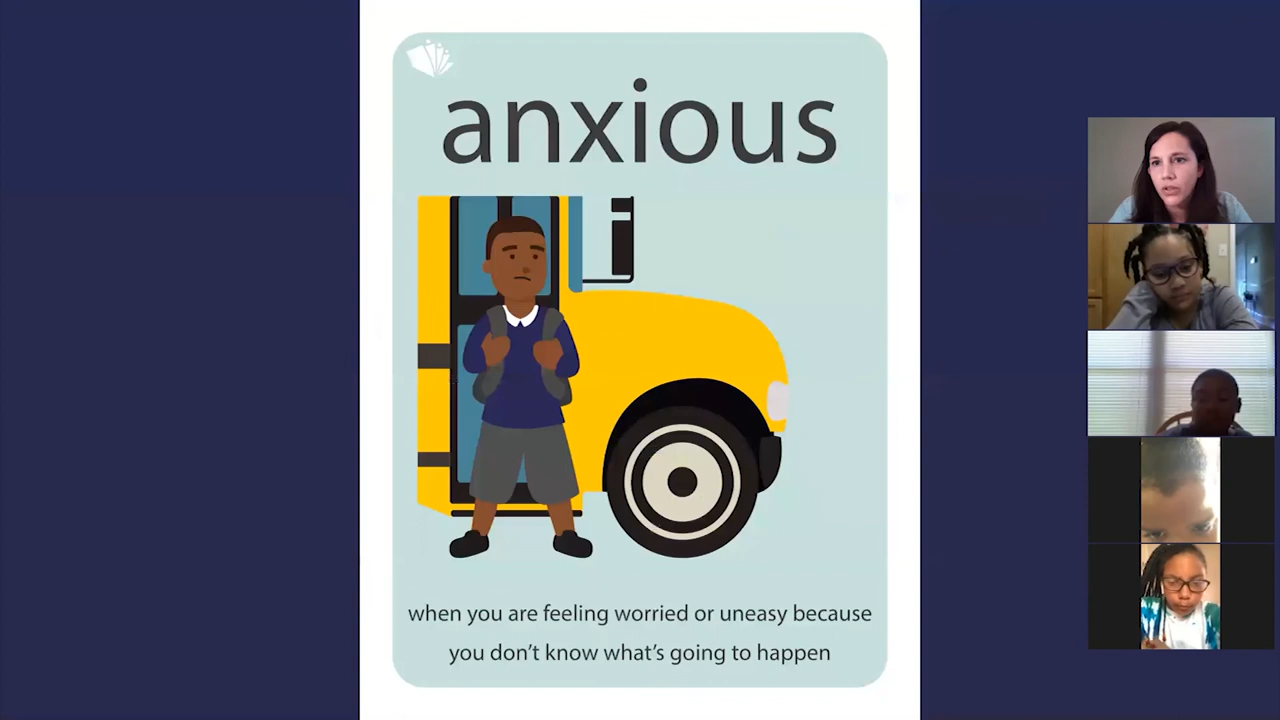 anxious
when you are feeling worried or uneasy because
you don't know what's going to happen